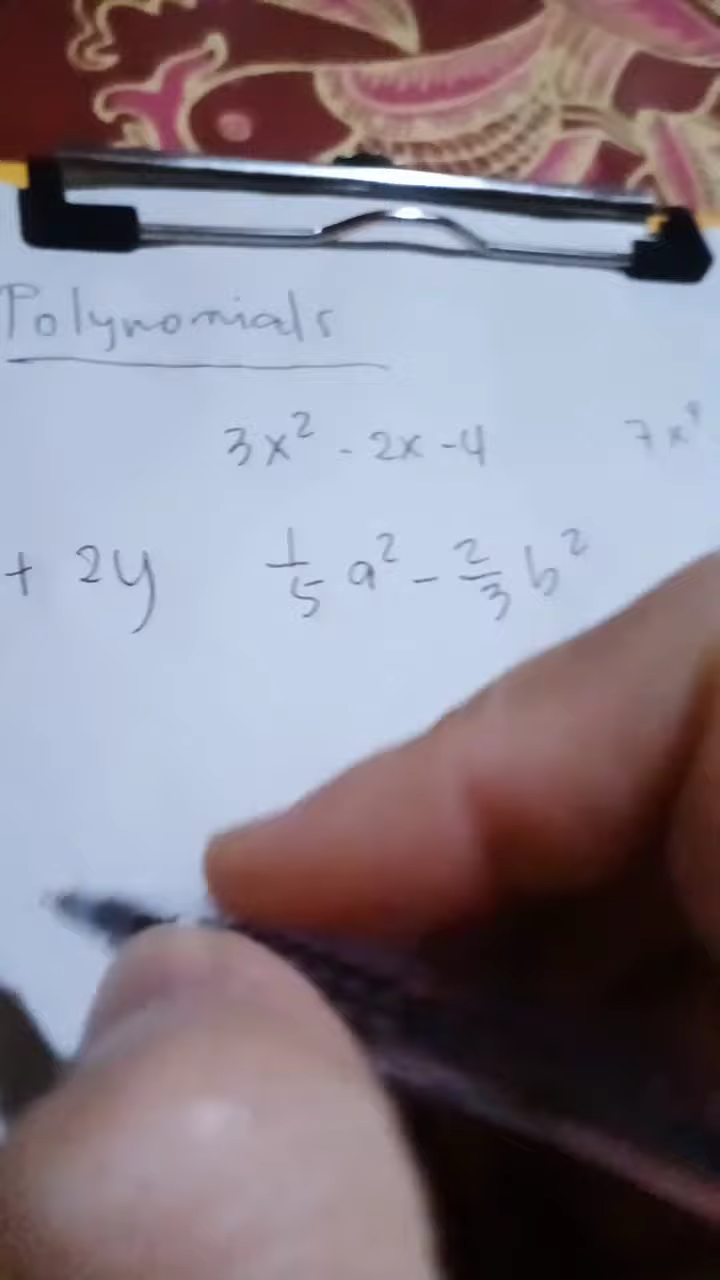 Polynomials
3x² - 2x - 4
+ 2y    1/5 a² - 2/3 b²